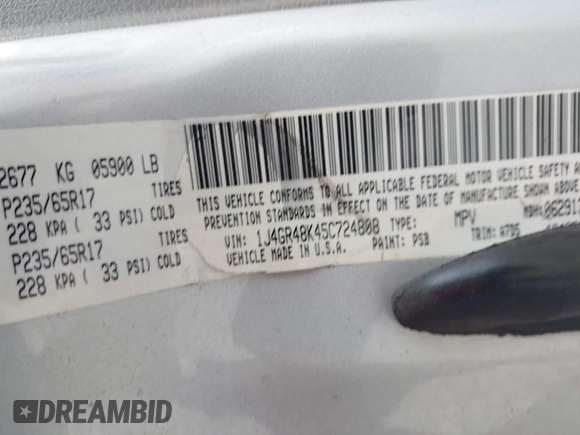 2677 KG 05900 LB
P235/65R17 TIRES
228 KPA ( 33 PSI) COLD
P235/65R17 TIRES
228 KPA ( 33 PSI) COLD
THIS VEHICLE CONFORMS TO ALL APPLICABLE FEDERAL MOTOR VEHICLE SAFETY
PREVENTION STANDARDS IN EFFECT ON THE DATE OF MANUFACTURE SHOWN ABOVE
VIN: 1J4GR48K45C724808 TYPE: MPV MDH: 06291
VEHICLE MADE IN U.S.A. PAINT: PSB TRIM: A7D5
DREAMBID